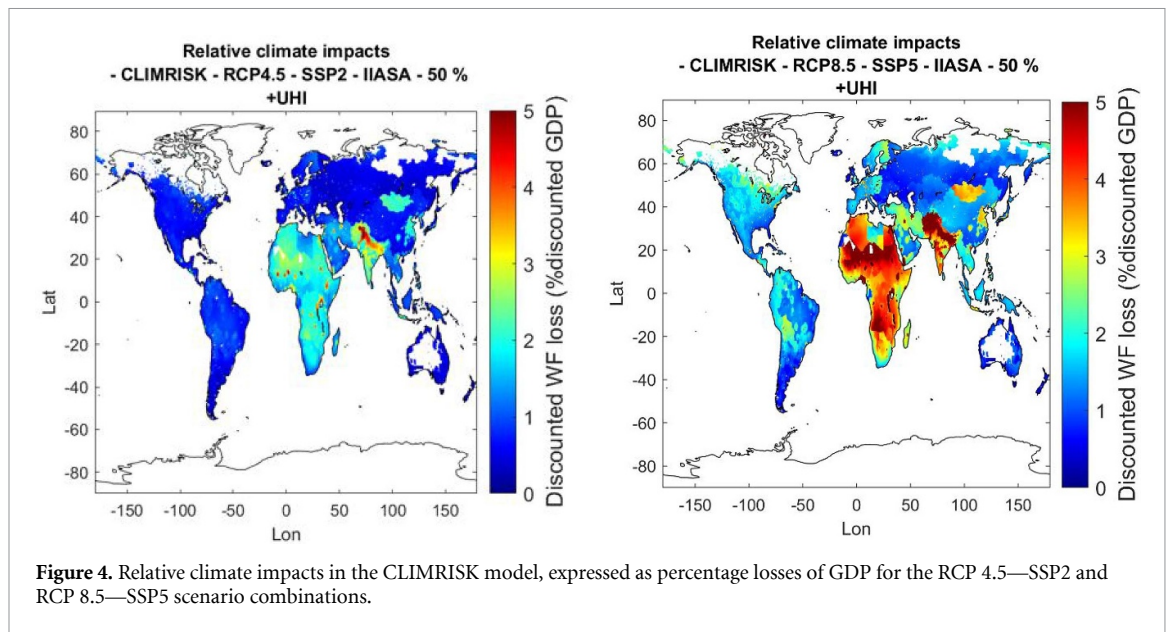 Relative climate impacts
- CLIMRISK - RCP4.5 - SSP2 - IIASA - 50 %
+UHI
80
60
40
20
0
-20
-40
-60
-80
Lat
-150 -100 -50 0 50 100 150
Lon
5
4
3
2
1
0
Discounted WF loss (%discounted GDP)
Relative climate impacts
- CLIMRISK - RCP8.5 - SSP5 - IIASA - 50 %
+UHI
80
60
40
20
0
-20
-40
-60
-80
Lat
-150 -100 -50 0 50 100 150
Lon
5
4
3
2
1
0
Discounted WF loss (%discounted GDP)
Figure 4. Relative climate impacts in the CLIMRISK model, expressed as percentage losses of GDP for the RCP 4.5—SSP2 and
RCP 8.5—SSP5 scenario combinations.